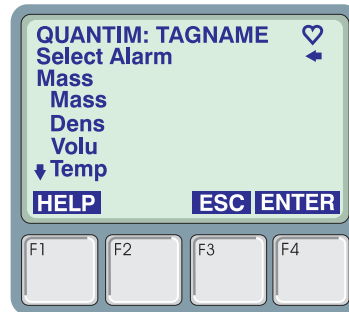 QUANTIM: TAGNAME
Select Alarm
Mass
Mass
Dens
Volu
Temp
HELP ESC ENTER
F1 F2 F3 F4